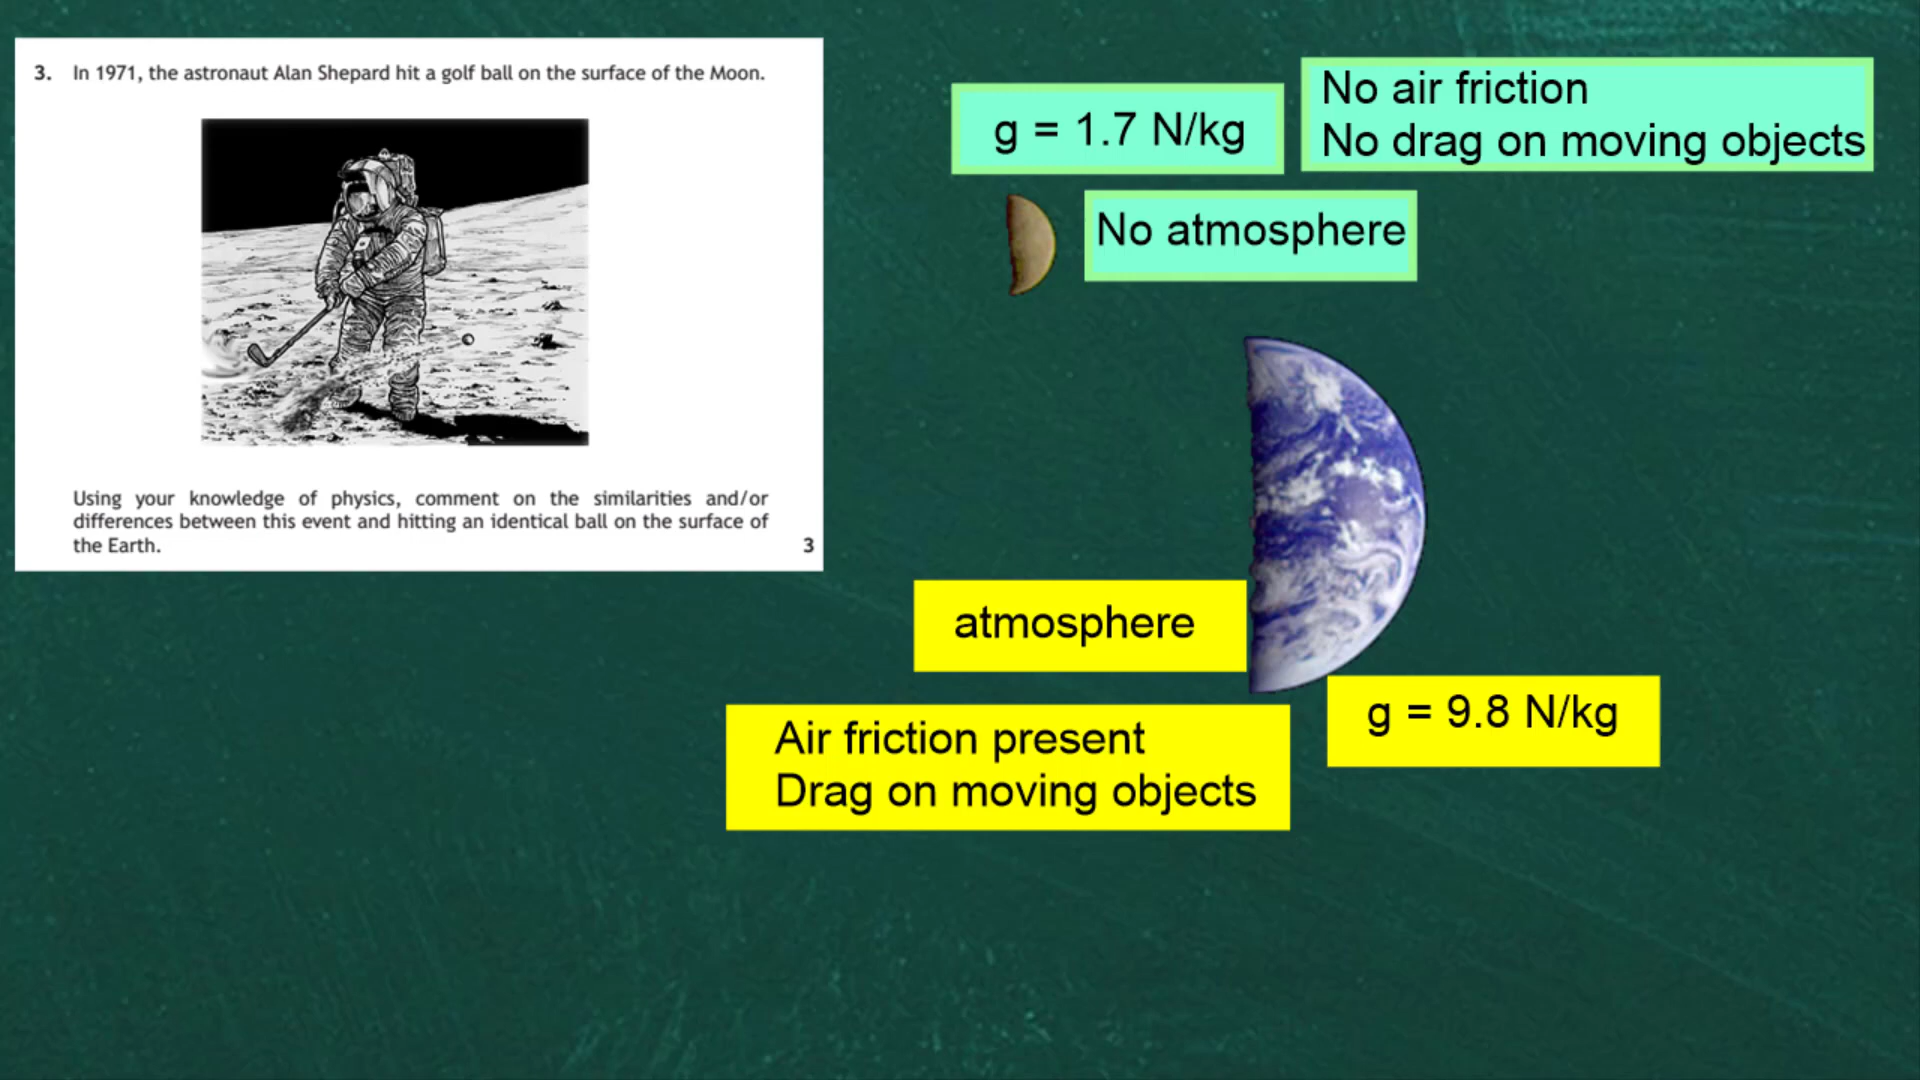 3. In 1971, the astronaut Alan Shepard hit a golf ball on the surface of the Moon.
Using your knowledge of physics, comment on the similarities and/or
differences between this event and hitting an identical ball on the surface of
the Earth.
3
g = 1.7 N/kg
No air friction
No drag on moving objects
No atmosphere
atmosphere
g = 9.8 N/kg
Air friction present
Drag on moving objects